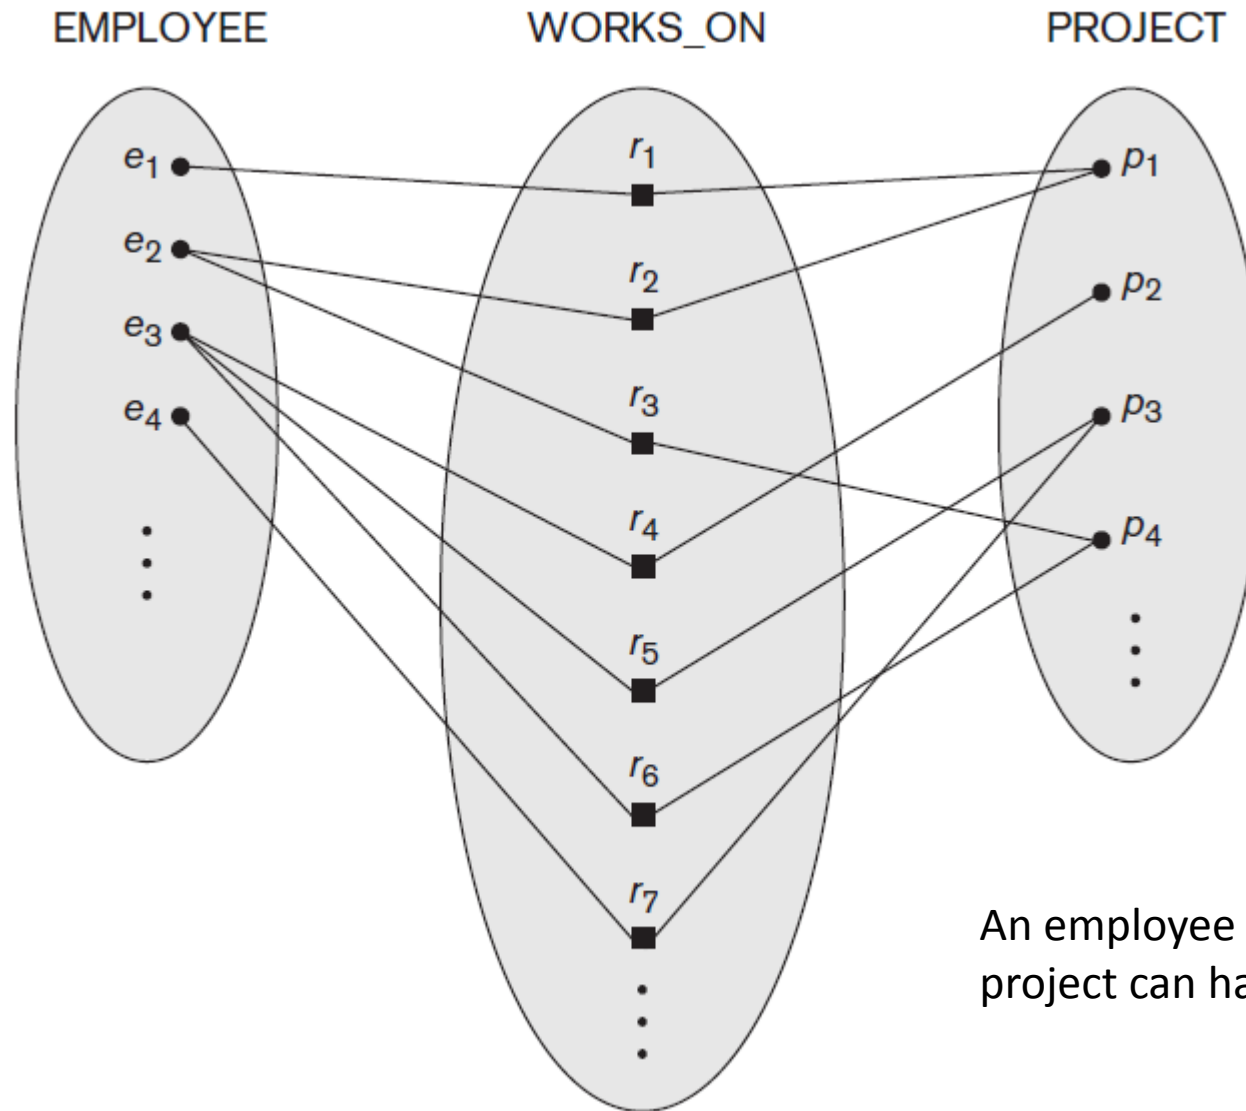 EMPLOYEE WORKS_ON PROJECT
e1 r1 p1
e2 r2 p2
e3 r3 p3
e4 r4 p4
r5
r6
r7
An employee
project can ha